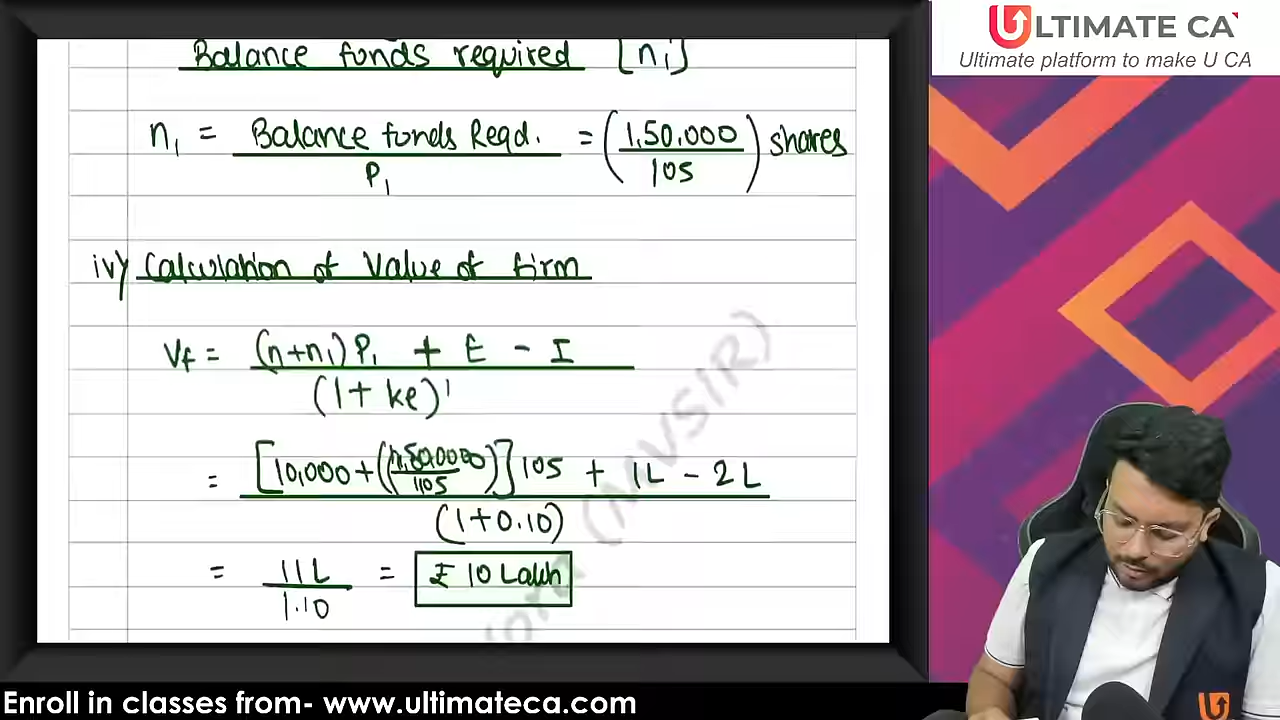 ULTIMATE CA
Ultimate platform to make U CA
Balance funds required [n₁]
n₁ = Balance funds Reqd. / P₁ = (1,50,000 / 105) shares
iv) Calculation of Value of firm
Vf = (n+n₁)P₁ + E - I / (1+ke)¹
= [10,000 + (1,50,000 / 105)] 105 + 1L - 2L / (1+0.10)
= 11L / 1.10 = ₹ 10 Lakh
(MVSIR)
Enroll in classes from- www.ultimateca.com